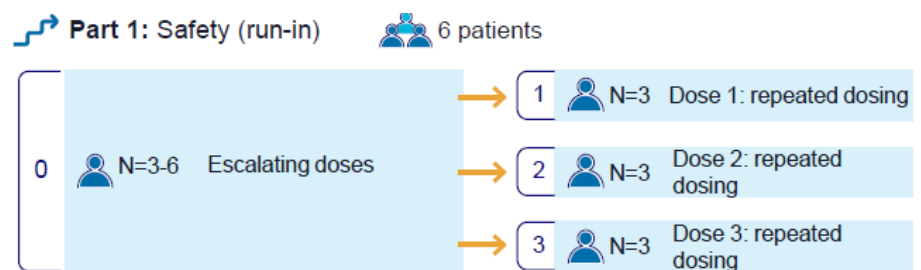 Part 1: Safety (run-in)
6 patients
0
N=3-6
Escalating doses
1
N=3
Dose 1: repeated dosing
2
N=3
Dose 2: repeated
dosing
3
N=3
Dose 3: repeated
dosing